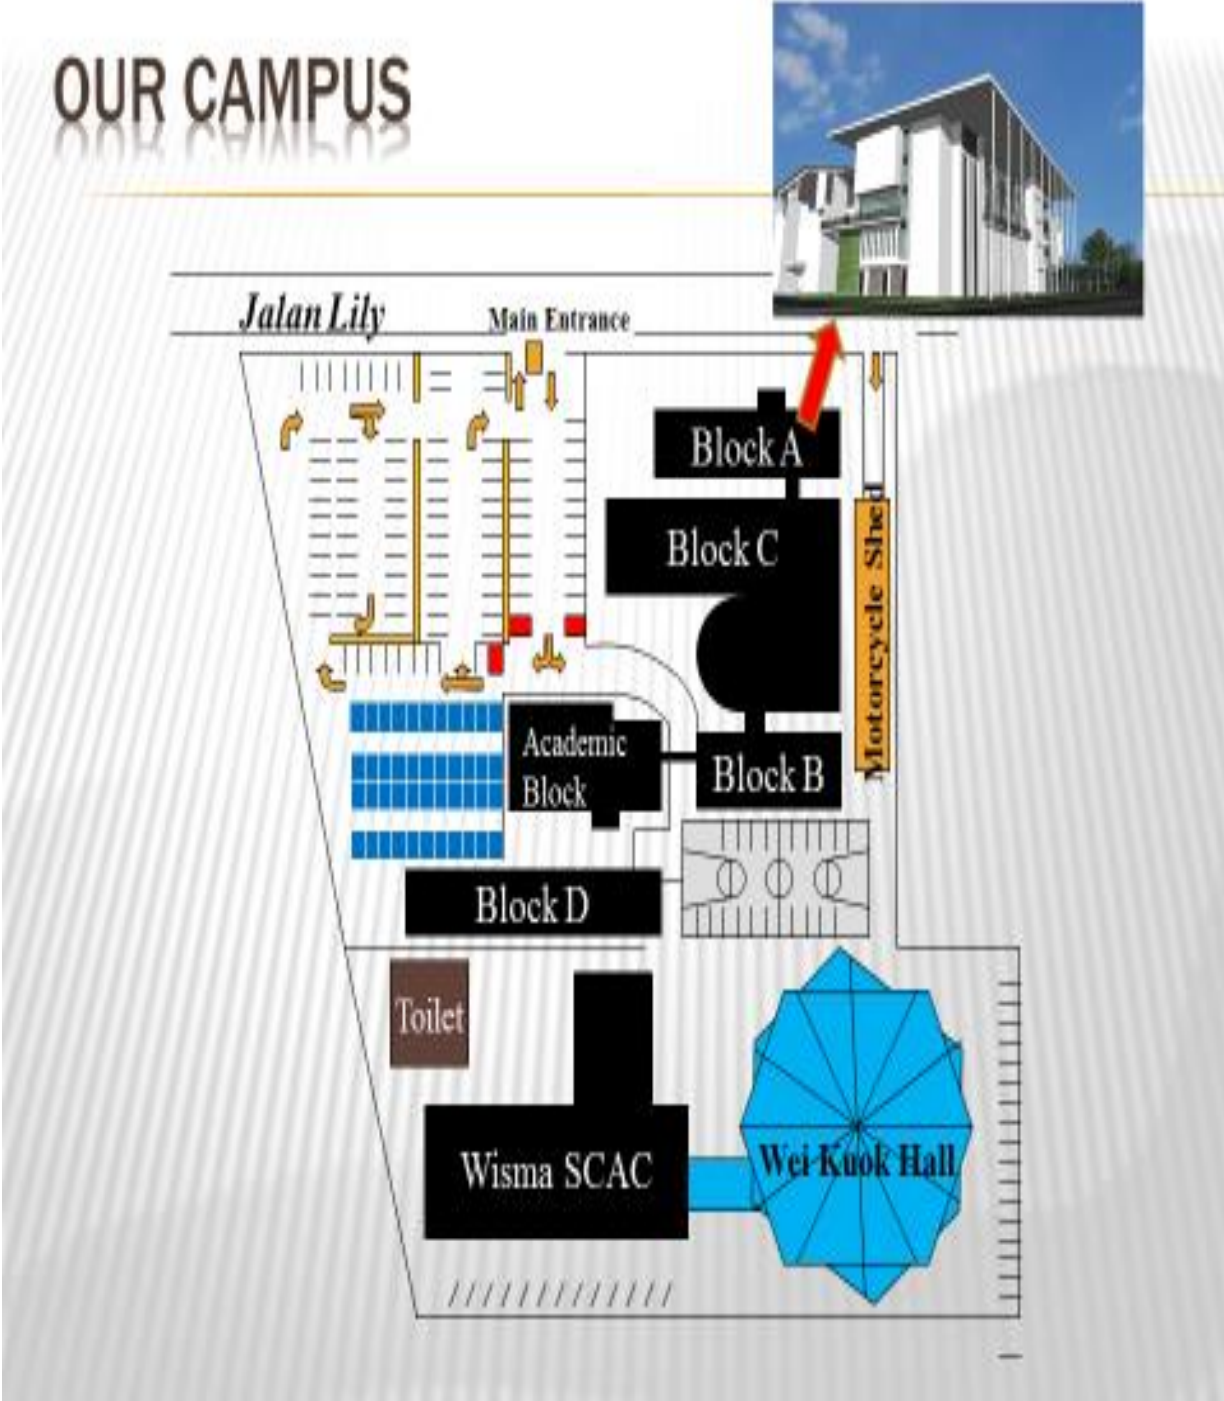 OUR CAMPUS
Jalan Lily
Main Entrance
Block A
Block C
Motorcycle Shed
Academic
Block
Block B
Block D
Toilet
Wisma SCAC
Wei Kuok Hall